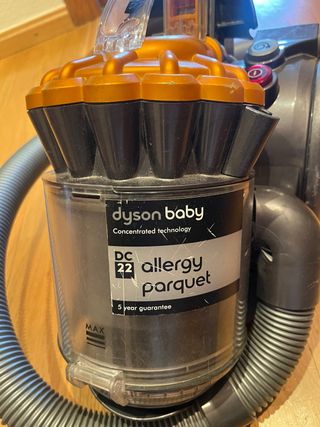 dyson baby
Concentrated technology
DC
22
allergy
parquet
5 year guarantee
MAX